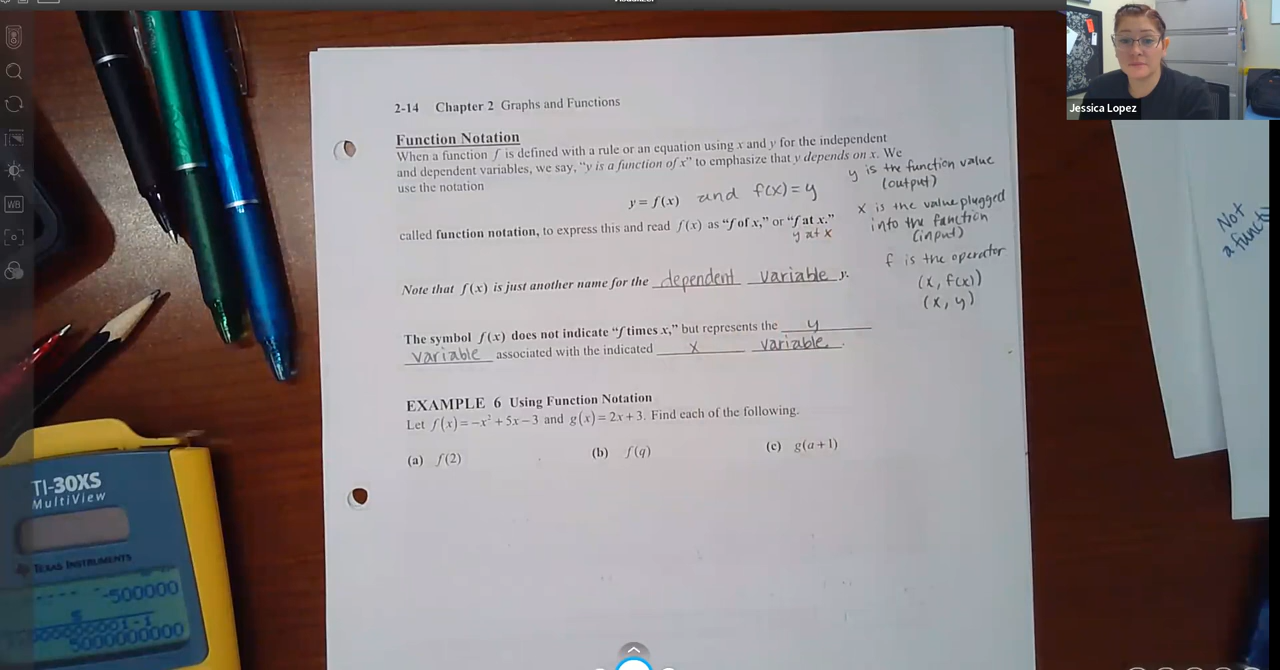 Jessica Lopez
WB
2-14 Chapter 2 Graphs and Functions
Function Notation
When a function f is defined with a rule or an equation using x and y for the independent
and dependent variables, we say, "y is a function of x" to emphasize that y depends on x. We
use the notation
y = f(x) and f(x) = y
called function notation, to express this and read f(x) as "f of x," or "f at x."
y at x
y is the function value
(output)
x is the value plugged
into the function
(input)
f is the operator
(x, f(x))
(x, y)
Note that f(x) is just another name for the dependent variable y.
The symbol f(x) does not indicate "f times x," but represents the y
variable associated with the indicated x variable.
EXAMPLE 6 Using Function Notation
Let f(x) = −x² + 5x − 3 and g(x) = 2x + 3. Find each of the following.
(a) f(2) (b) f(q) (c) g(a + 1)
Not
TI-30XS
MultiView
TEXAS INSTRUMENTS
-500000
5000000000